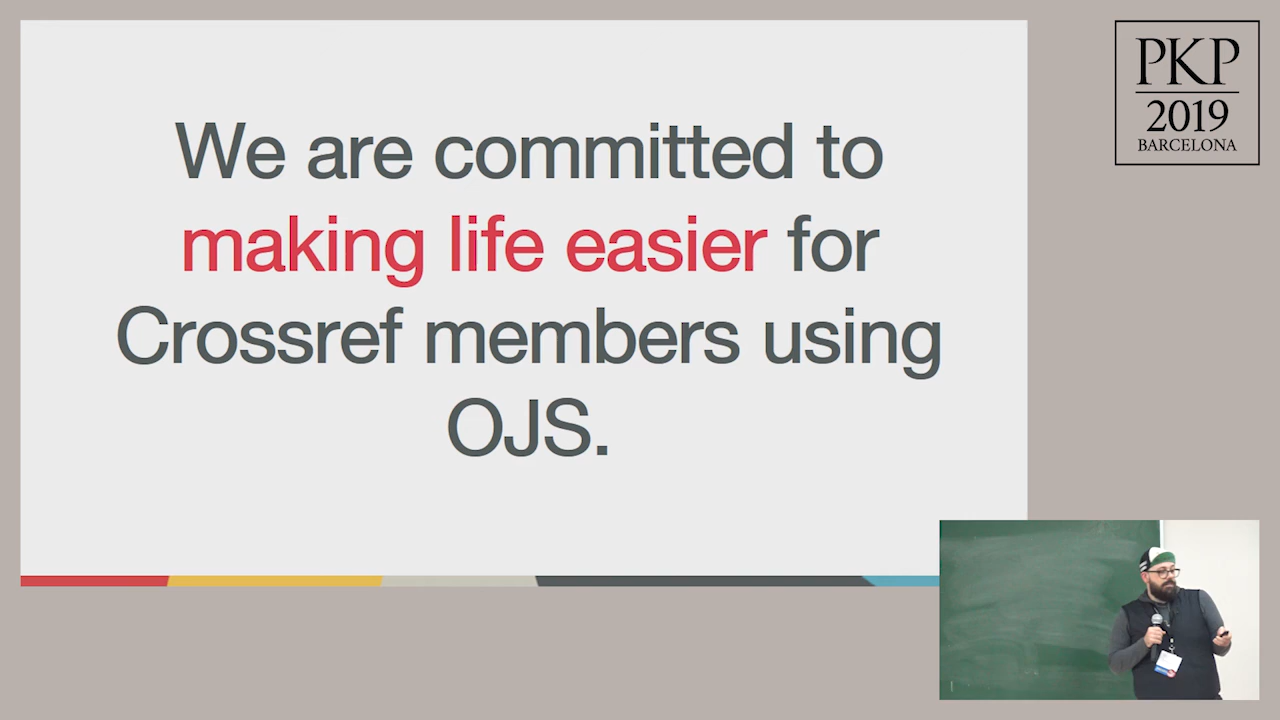 We are committed to
making life easier for
Crossref members using
OJS.
PKP
2019
BARCELONA